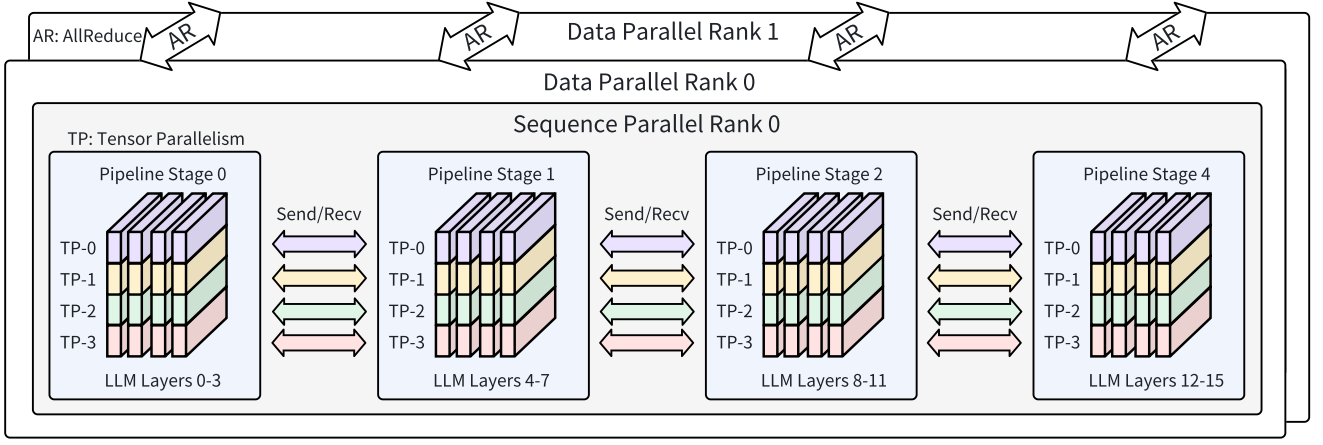 AR: AllReduce
AR
AR
Data Parallel Rank 1
AR
AR
Data Parallel Rank 0
Sequence Parallel Rank 0
TP: Tensor Parallelism
Pipeline Stage 0
TP-0
TP-1
TP-2
TP-3
LLM Layers 0-3
Send/Recv
Pipeline Stage 1
TP-0
TP-1
TP-2
TP-3
LLM Layers 4-7
Send/Recv
Pipeline Stage 2
TP-0
TP-1
TP-2
TP-3
LLM Layers 8-11
Send/Recv
Pipeline Stage 4
TP-0
TP-1
TP-2
TP-3
LLM Layers 12-15